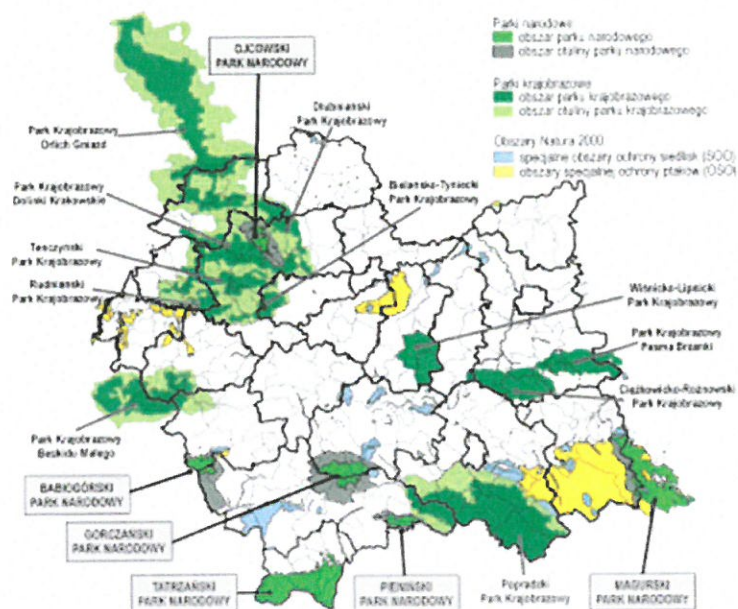 OJCOWSKI
PARK NARODOWY
Parki narodowe
obszar parku narodowego
obszar otuliny parku narodowego
Parki krajobrazowe
obszar parku krajobrazowego
obszar otuliny parku krajobrazowego
Obszary Natura 2000
specjalne obszary ochrony siedlisk (SOO)
obszary specjalnej ochrony ptaków (OSO)
Park Krajobrazowy
Orlich Gniazd
Dłubniański
Park Krajobrazowy
Park Krajobrazowy
Dolinki Krakowskie
Bielańsko-Tyniecki
Park Krajobrazowy
Tenczyński
Park Krajobrazowy
Rudniański
Park Krajobrazowy
Wiśnicko-Lipnicki
Park Krajobrazowy
Park Krajobrazowy
Pasma Brzanki
Ciężkowicko-Rożnowski
Park Krajobrazowy
Park Krajobrazowy
Beskidu Małego
BABIOGÓRSKI
PARK NARODOWY
GORCZAŃSKI
PARK NARODOWY
TATRZAŃSKI
PARK NARODOWY
PIENIŃSKI
PARK NARODOWY
Popradzki
Park Krajobrazowy
MAGURSKI
PARK NARODOWY